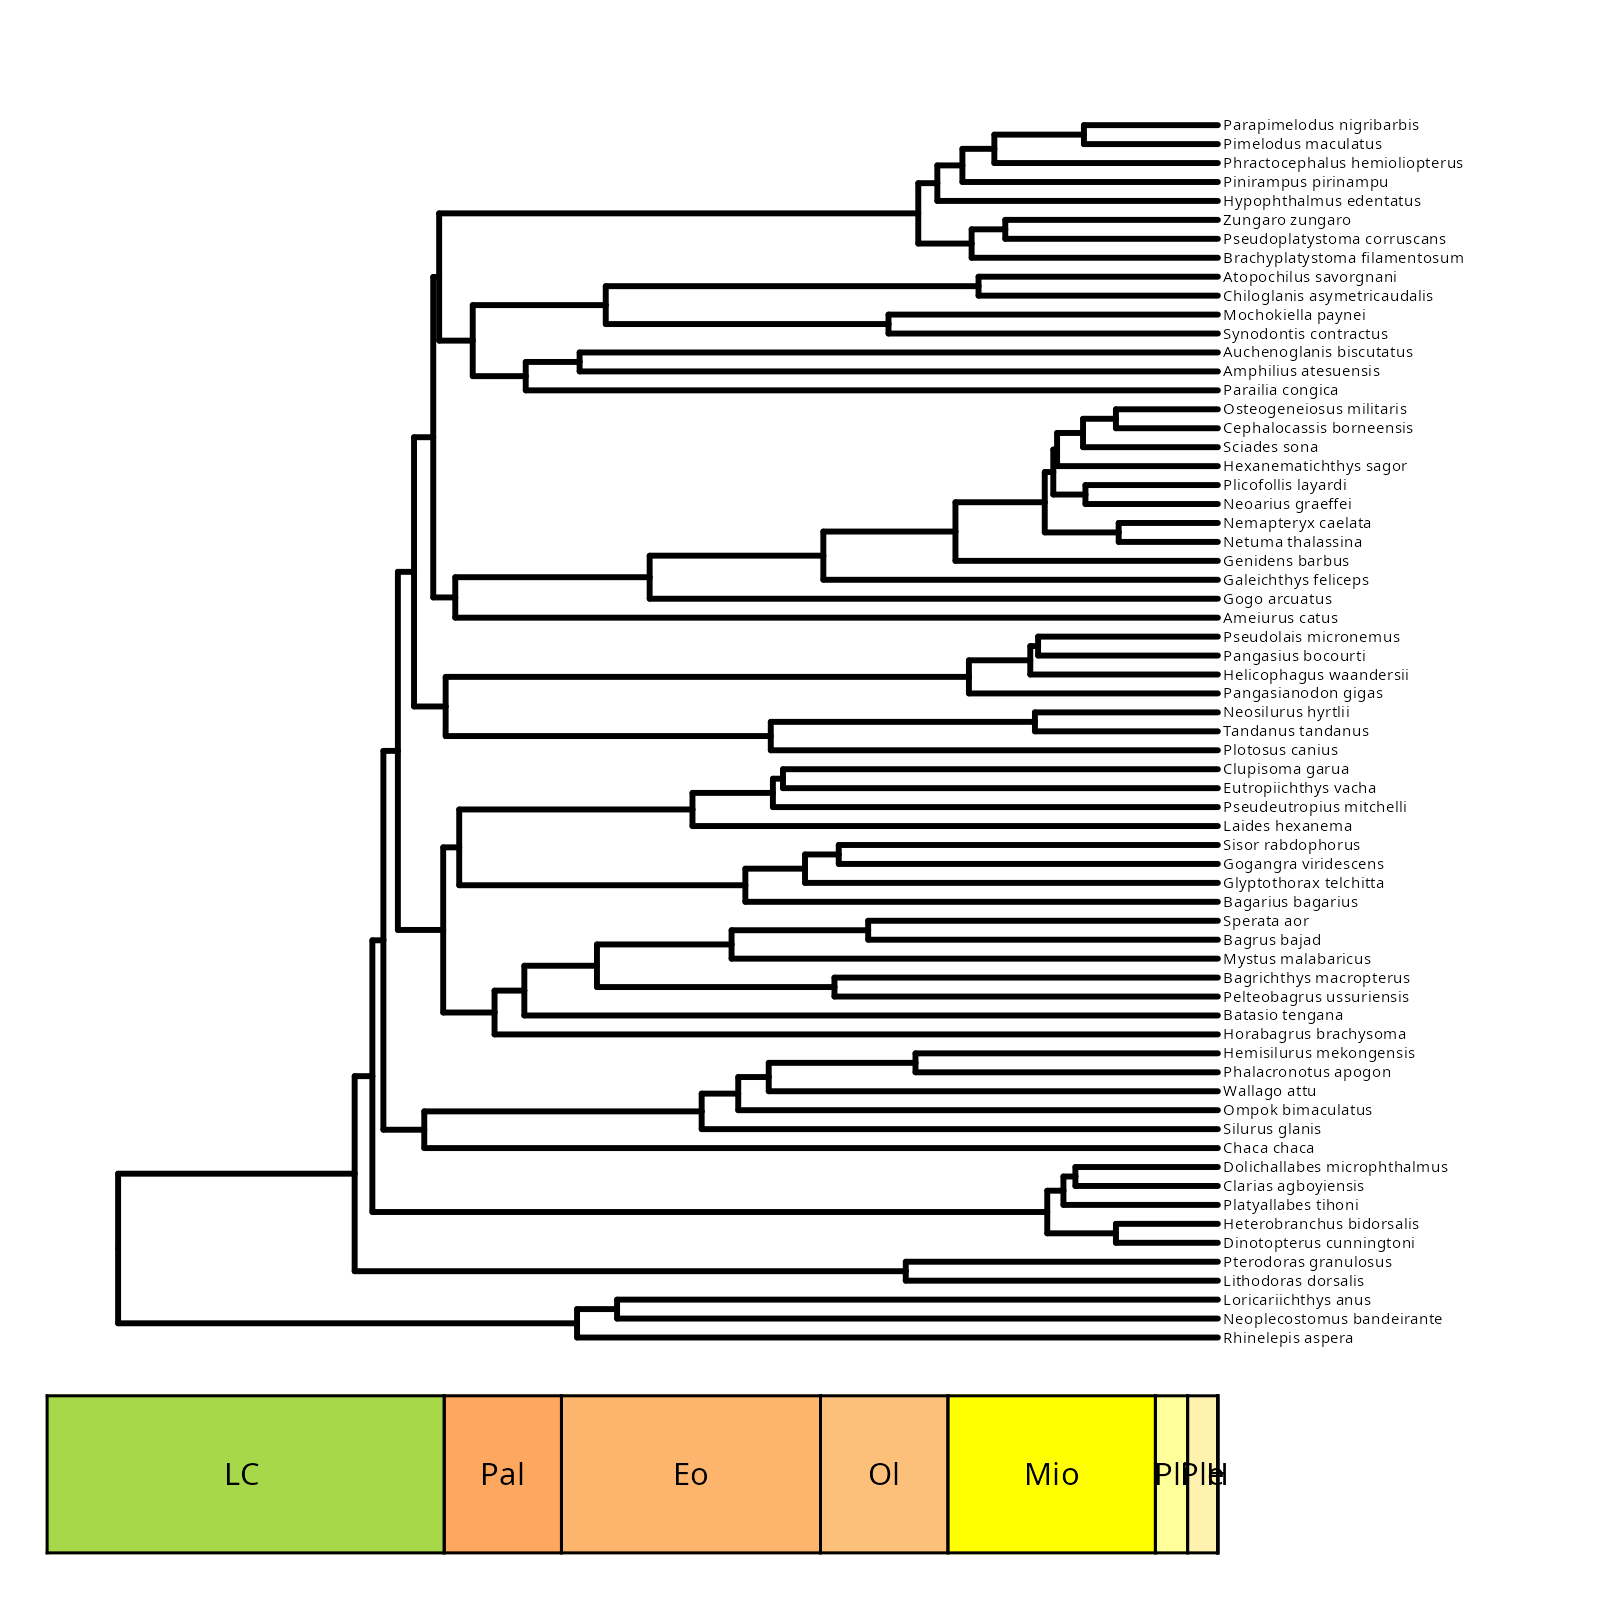 Parapimelodus nigribarbis
Pimelodus maculatus
Phractocephalus hemioliopterus
Pinirampus pirinampu
Hypophthalmus edentatus
Zungaro zungaro
Pseudoplatystoma corruscans
Brachyplatystoma filamentosum
Atopochilus savorgnani
Chiloglanis asymetricaudalis
Mochokiella paynei
Synodontis contractus
Auchenoglanis biscutatus
Amphilius atesuensis
Parailia congica
Osteogeneiosus militaris
Cephalocassis borneensis
Sciades sona
Hexanematichthys sagor
Plicofollis layardi
Neoarius graeffei
Nemapteryx caelata
Netuma thalassina
Genidens barbus
Galeichthys feliceps
Gogo arcuatus
Ameiurus catus
Pseudolais micronemus
Pangasius bocourti
Helicophagus waandersii
Pangasianodon gigas
Neosilurus hyrtlii
Tandanus tandanus
Plotosus canius
Clupisoma garua
Eutropiichthys vacha
Pseudeutropius mitchelli
Laides hexanema
Sisor rabdophorus
Gogangra viridescens
Glyptothorax telchitta
Bagarius bagarius
Sperata aor
Bagrus bajad
Mystus malabaricus
Bagrichthys macropterus
Pelteobagrus ussuriensis
Batasio tengana
Horabagrus brachysoma
Hemisilurus mekongensis
Phalacronotus apogon
Wallago attu
Ompok bimaculatus
Silurus glanis
Chaca chaca
Dolichallabes microphthalmus
Clarias agboyiensis
Platyallabes tihoni
Heterobranchus bidorsalis
Dinotopterus cunningtoni
Pterodoras granulosus
Lithodoras dorsalis
Loricariichthys anus
Neoplecostomus bandeirante
Rhinelepis aspera
LC Pal Eo Ol Mio